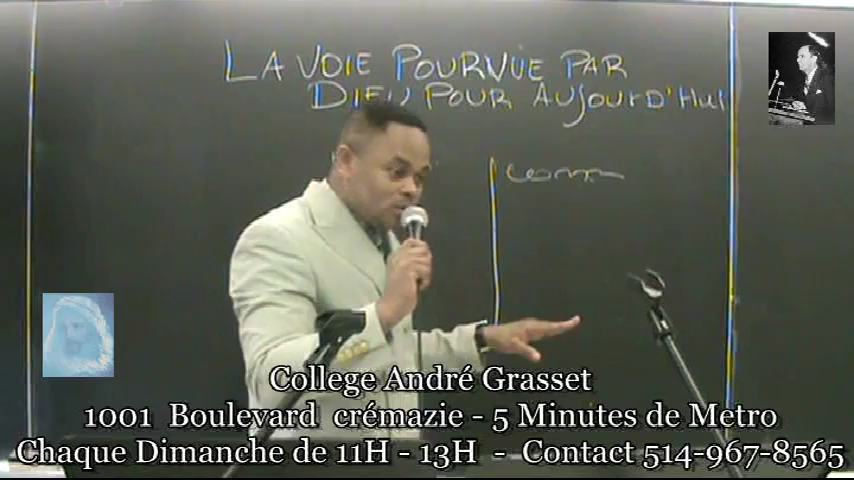 LA VOIE POURVUE PAR
DIEU POUR AUJOURD'HUI
College André Grasset
1001 Boulevard crémazie - 5 Minutes de Metro
Chaque Dimanche de 11H - 13H - Contact 514-967-8565